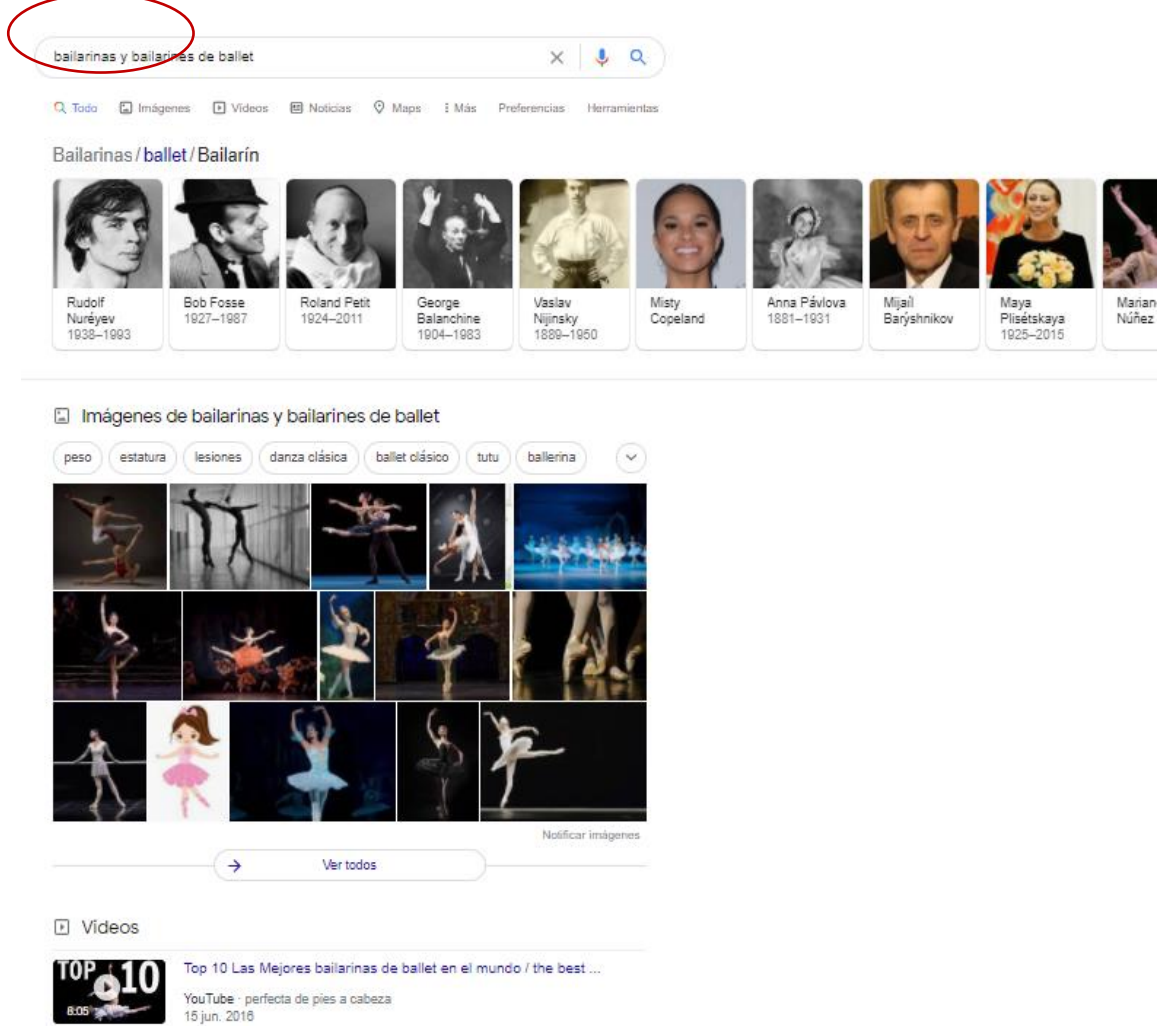 bailarinas y bailarines de ballet
Todo Imágenes Vídeos Noticias Maps Más Preferencias Herramientas
Bailarinas / ballet / Bailarín
Rudolf
Nuréyev
1938–1993
Bob Fosse
1927–1987
Roland Petit
1924–2011
George
Balanchine
1904–1983
Vaslav
Nijinsky
1889–1950
Misty
Copeland
Anna Pávlova
1881–1931
Mijaíl
Barýshnikov
Maya
Plisétskaya
1925–2015
Núñez
Imágenes de bailarinas y bailarines de ballet
peso estatura lesiones danza clásica ballet clásico tutu ballerina
Notificar imágenes
Ver todos
Videos
TOP 10
8:05
Top 10 Las Mejores bailarinas de ballet en el mundo / the best ...
YouTube · perfecta de pies a cabeza
15 jun. 2016